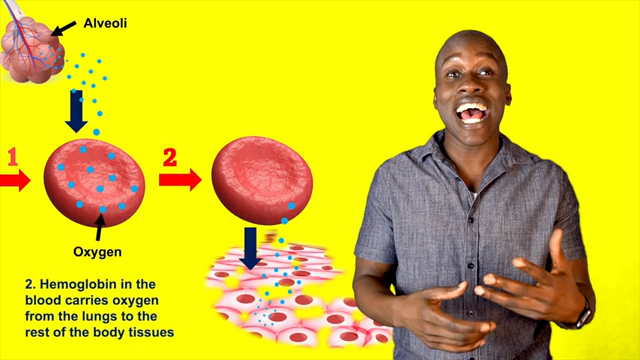 Alveoli
1
2
Oxygen
2. Hemoglobin in the
blood carries oxygen
from the lungs to the
rest of the body tissues